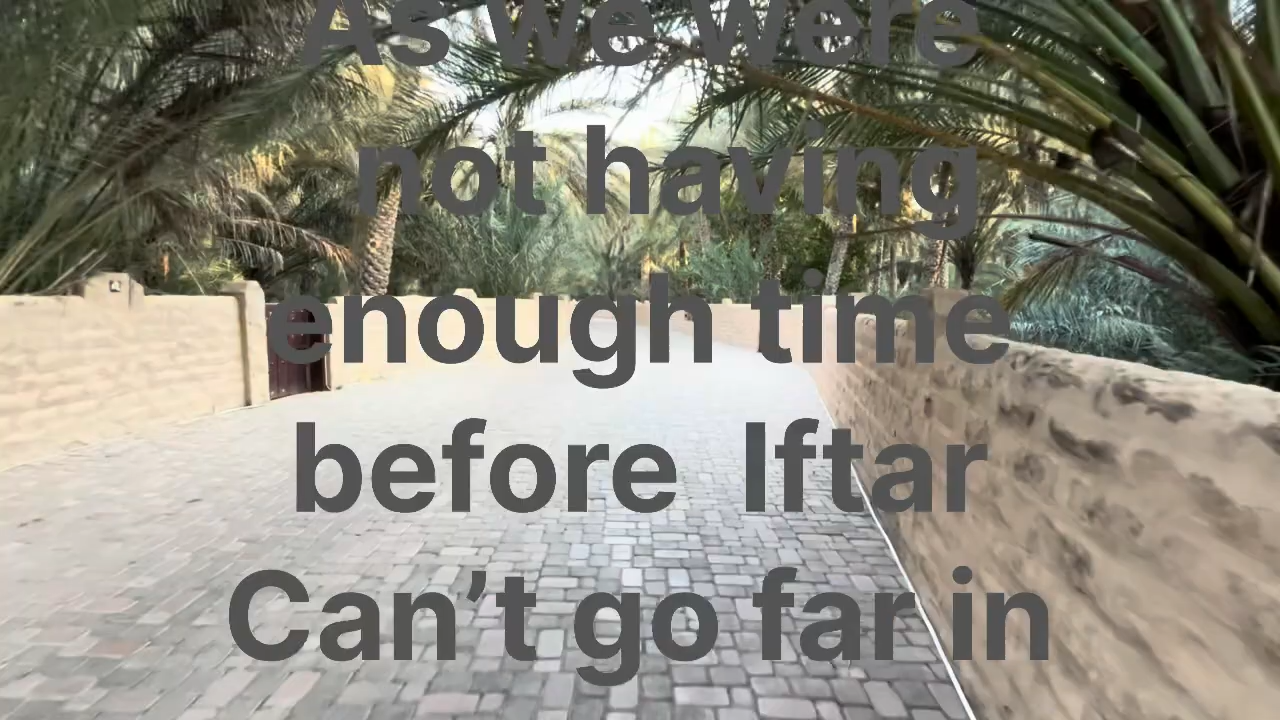 As we were
not having
enough time
before  Iftar
Can’t go far in